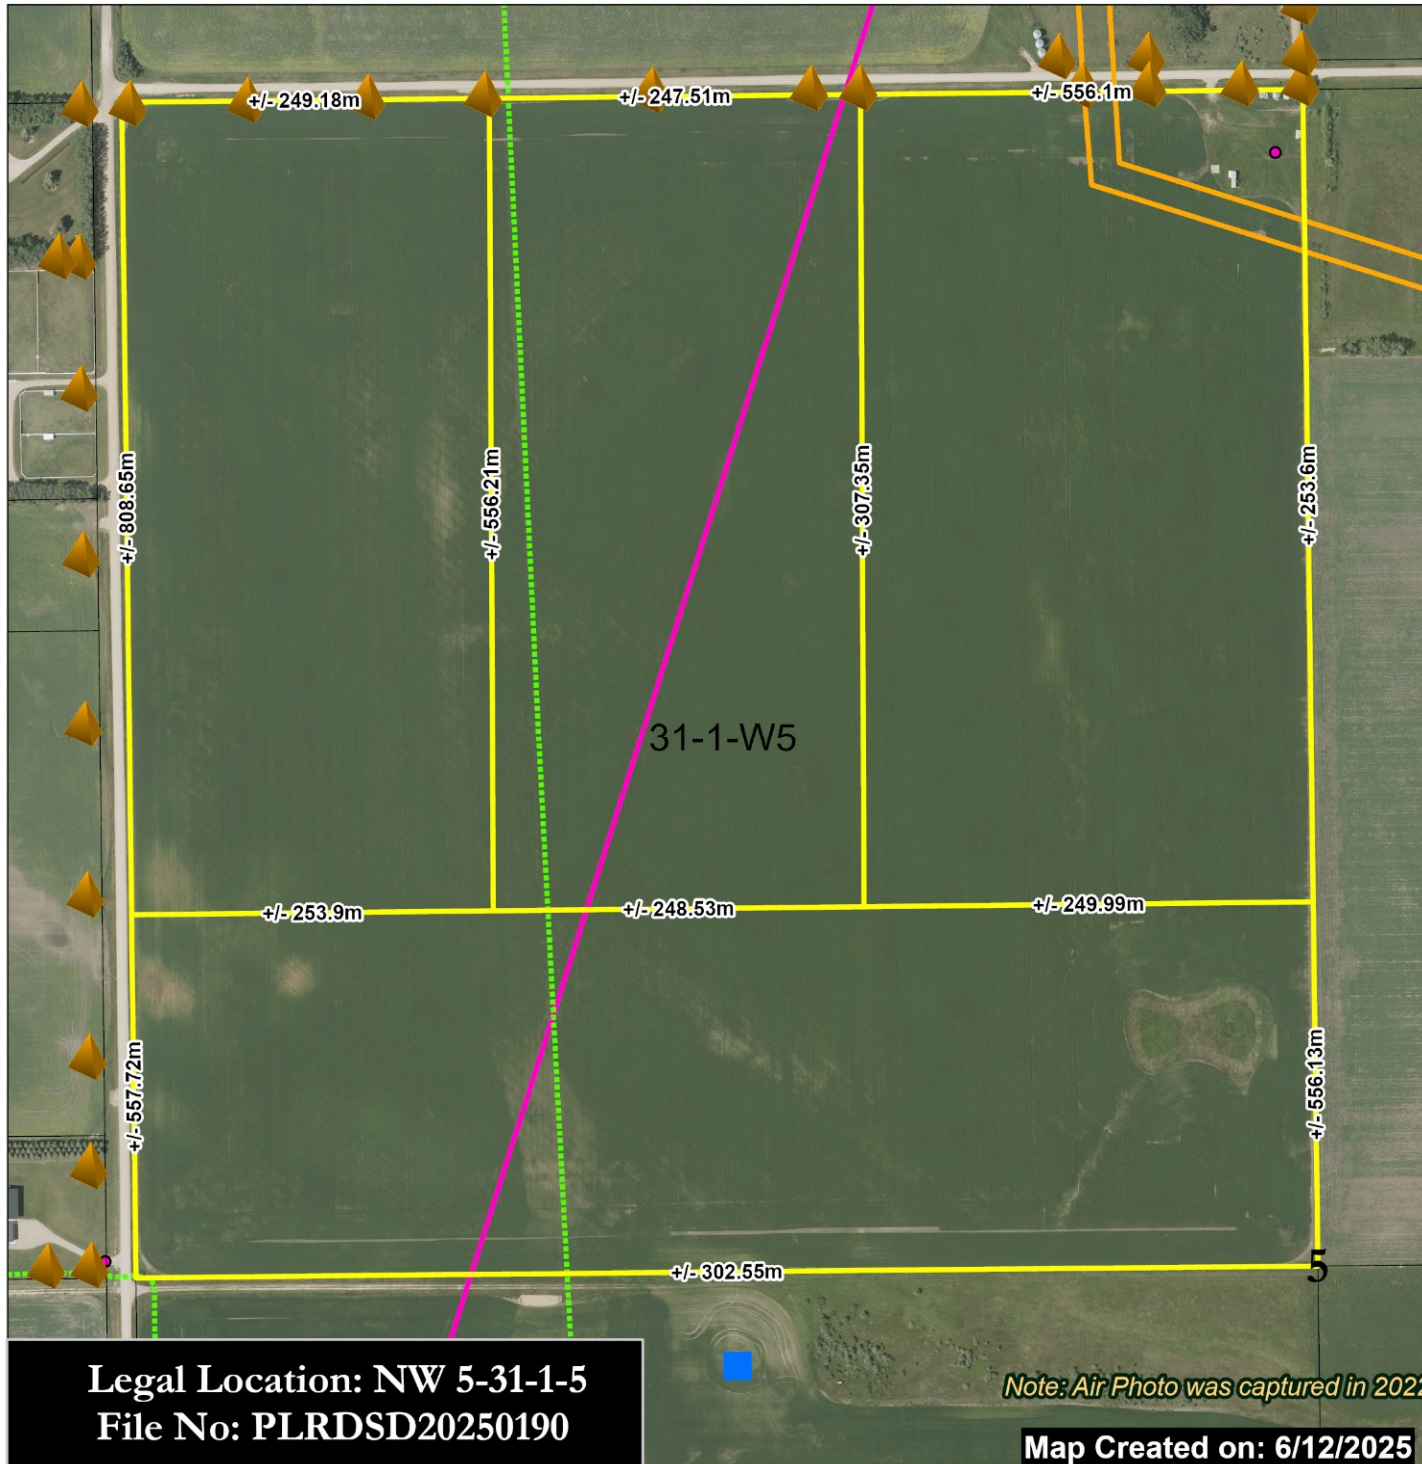 +/- 249.18m
+/- 247.51m
+/- 556.1m
+/- 808.65m
+/- 556.21m
+/- 307.35m
+/- 253.6m
31-1-W5
+/- 253.9m
+/- 248.53m
+/- 249.99m
+/- 557.72m
+/- 556.13m
+/- 302.55m
5
Legal Location: NW 5-31-1-5
File No: PLRDSD20250190
Note: Air Photo was captured in 2022
Map Created on: 6/12/2025